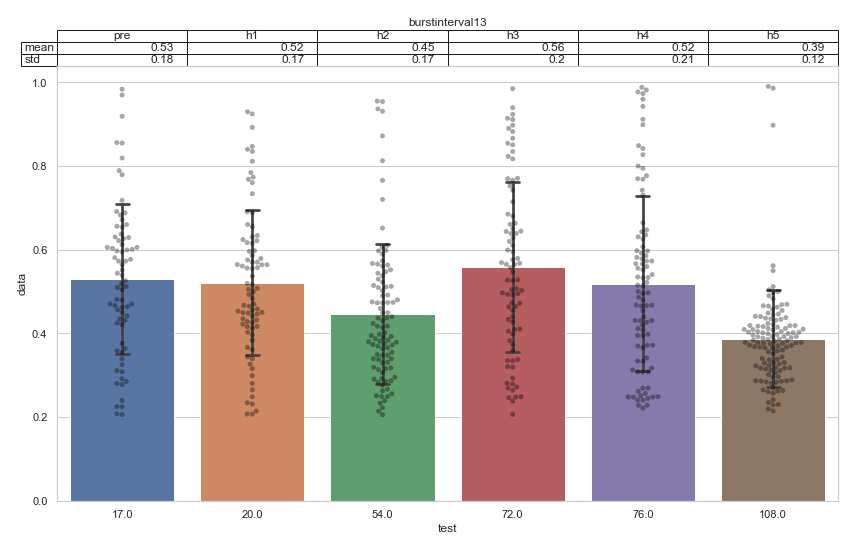 burstinterval13
pre h1 h2 h3 h4 h5
mean 0.53 0.52 0.45 0.56 0.52 0.39
std 0.18 0.17 0.17 0.2 0.21 0.12
1.0
0.8
0.6
0.4
0.2
0.0
data
17.0 20.0 54.0 72.0 76.0 108.0
test